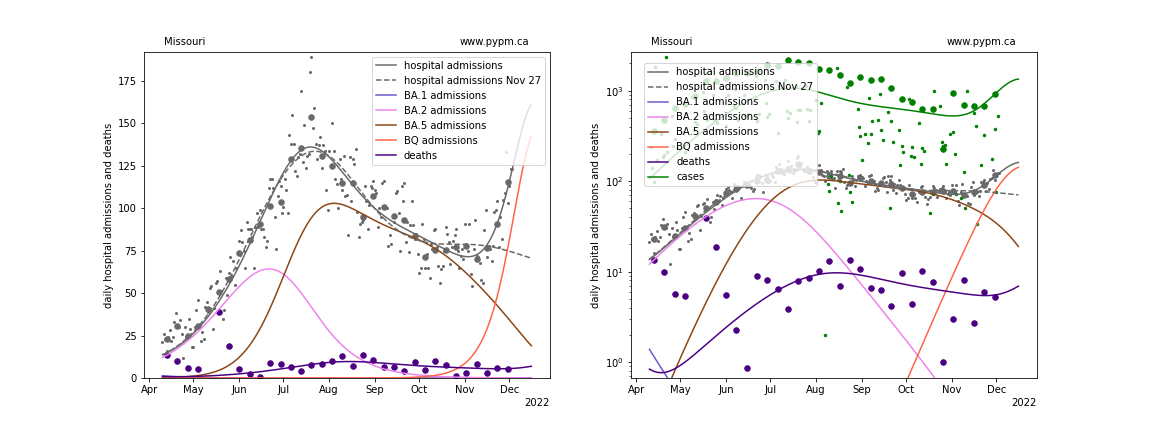 Missouri www.pypm.ca
daily hospital admissions and deaths
175
150
125
100
75
50
25
0
hospital admissions
hospital admissions Nov 27
BA.1 admissions
BA.2 admissions
BA.5 admissions
BQ admissions
deaths
Apr May Jun Jul Aug Sep Oct Nov Dec
2022
Missouri www.pypm.ca
daily hospital admissions and deaths
10³
10²
10¹
10⁰
hospital admissions
hospital admissions Nov 27
BA.1 admissions
BA.2 admissions
BA.5 admissions
BQ admissions
deaths
cases
Apr May Jun Jul Aug Sep Oct Nov Dec
2022